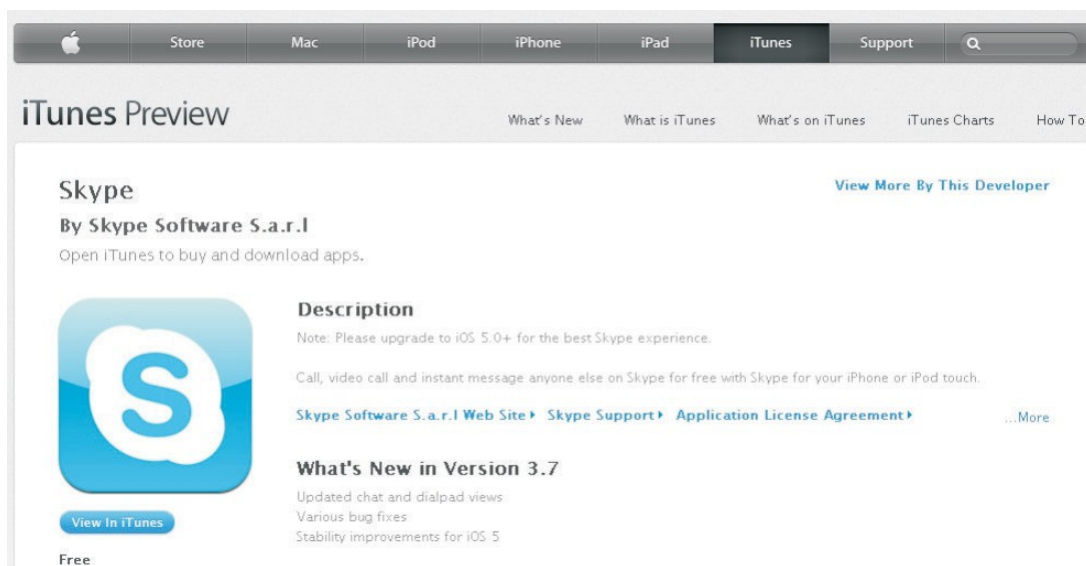 Store Mac iPod iPhone iPad iTunes Support
iTunes Preview
What's New What is iTunes What's on iTunes iTunes Charts How To
Skype
View More By This Developer
By Skype Software S.a.r.l
Open iTunes to buy and download apps.
S
Description
Note: Please upgrade to iOS 5.0+ for the best Skype experience.
Call, video call and instant message anyone else on Skype for free with Skype for your iPhone or iPod touch.
Skype Software S.a.r.l Web Site Skype Support Application License Agreement ...More
What's New in Version 3.7
Updated chat and dialpad views
Various bug fixes
Stability improvements for iOS 5
View In iTunes
Free